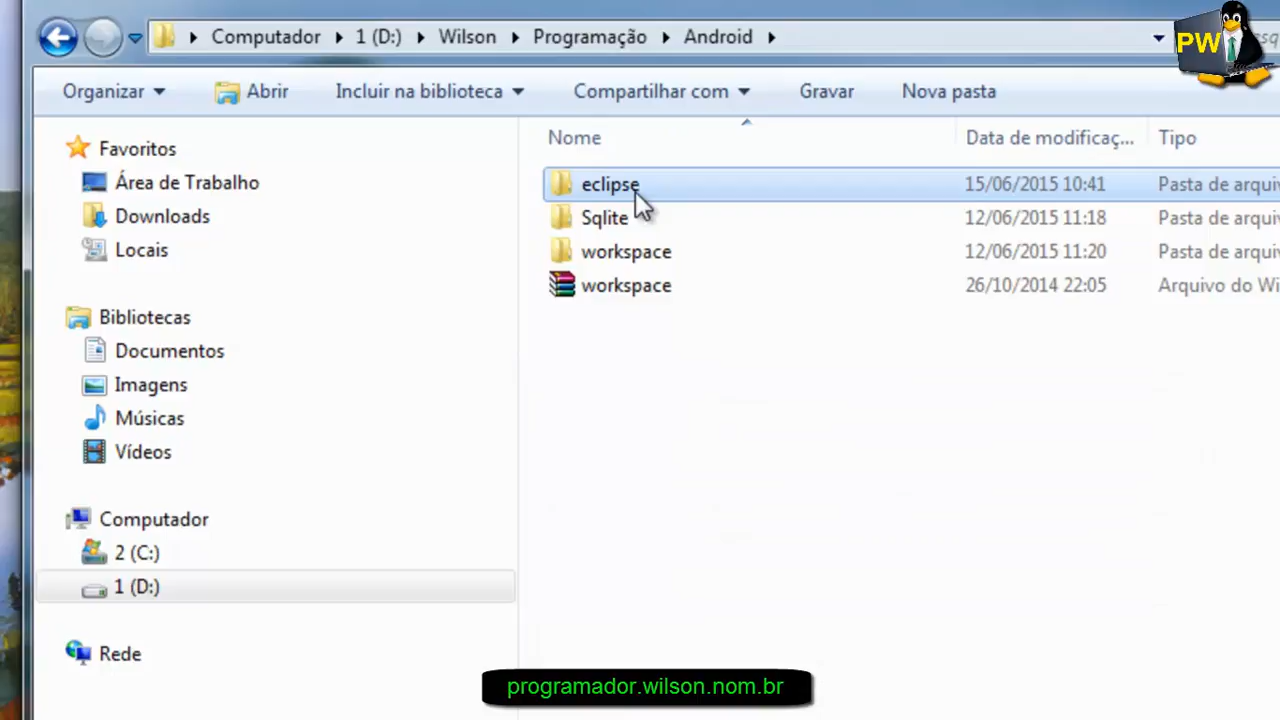 Computador 1 (D:) Wilson Programação Android
PW
Organizar Abrir Incluir na biblioteca Compartilhar com Gravar Nova pasta
Nome Data de modificaç... Tipo
Favoritos
Área de Trabalho
Downloads
Locais
Bibliotecas
Documentos
Imagens
Músicas
Vídeos
Computador
2 (C:)
1 (D:)
Rede
eclipse 15/06/2015 10:41 Pasta de arqui
Sqlite 12/06/2015 11:18 Pasta de arqui
workspace 12/06/2015 11:20 Pasta de arqui
workspace 26/10/2014 22:05 Arquivo do Wi
programador.wilson.nom.br